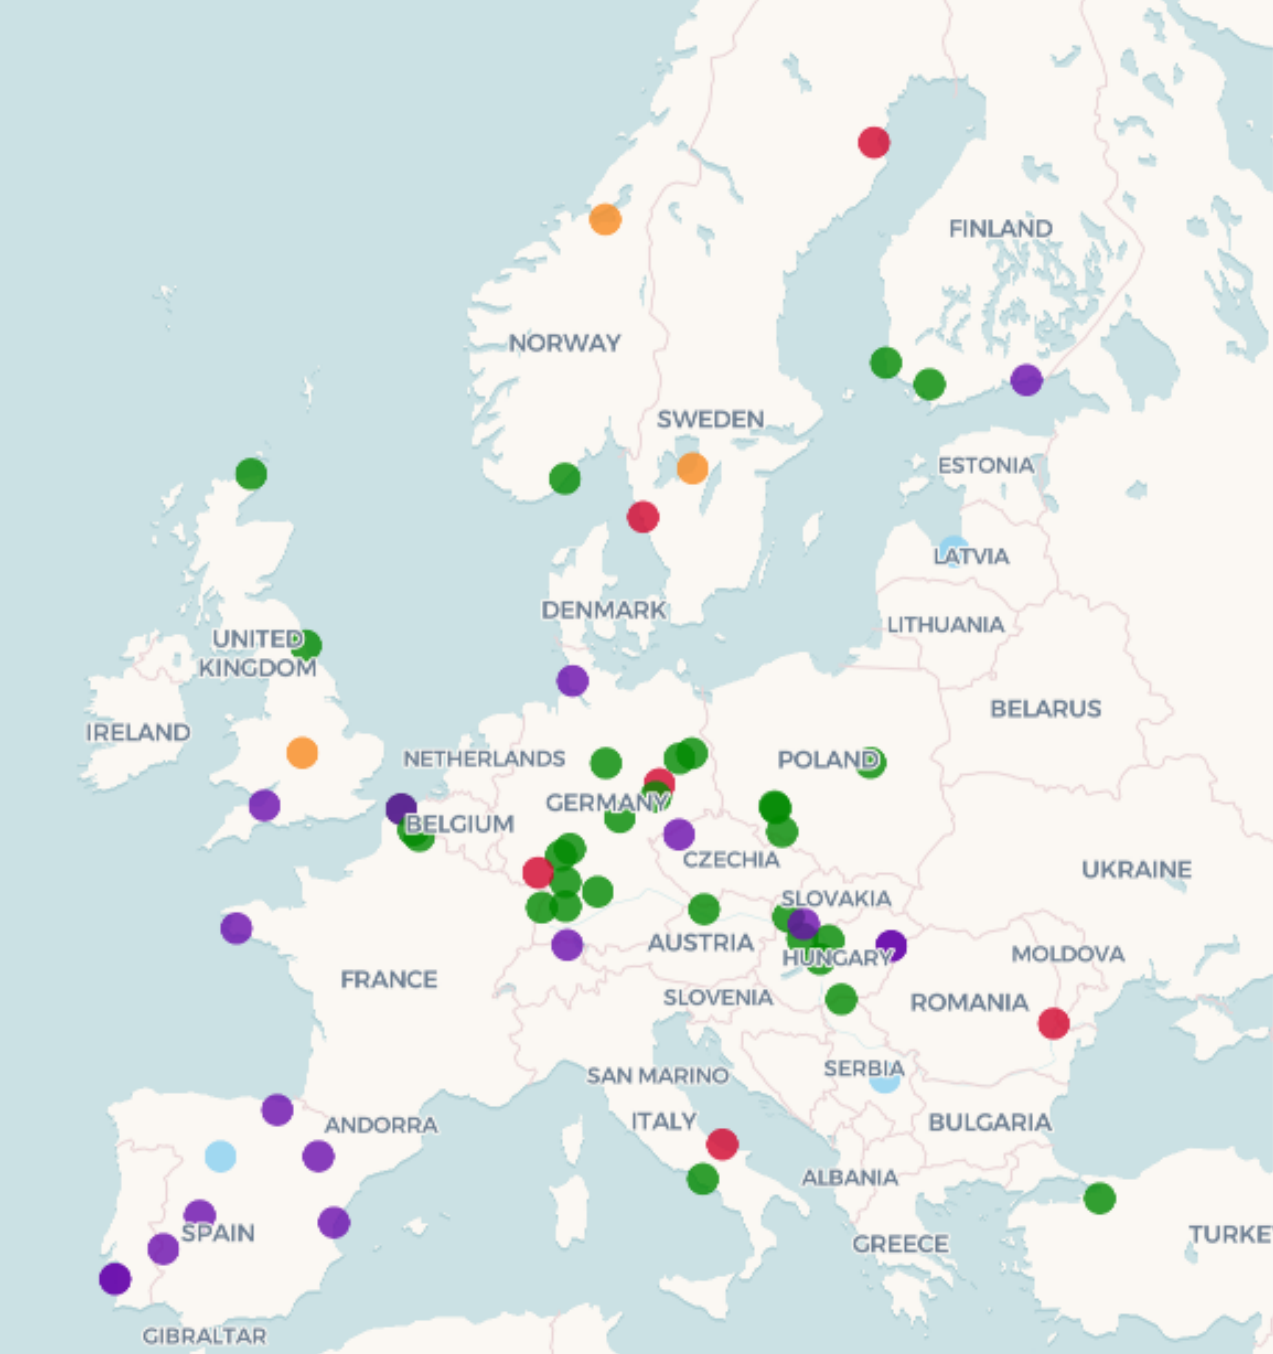 FINLAND
NORWAY
SWEDEN
ESTONIA
LATVIA
DENMARK
LITHUANIA
UNITED
KINGDOM
BELARUS
IRELAND
NETHERLANDS
POLAND
GERMANY
BELGIUM
CZECHIA
UKRAINE
SLOVAKIA
AUSTRIA
HUNGARY
MOLDOVA
FRANCE
SLOVENIA
ROMANIA
SERBIA
SAN MARINO
ITALY
ANDORRA
BULGARIA
ALBANIA
SPAIN
GREECE
TURKE
GIBRALTAR